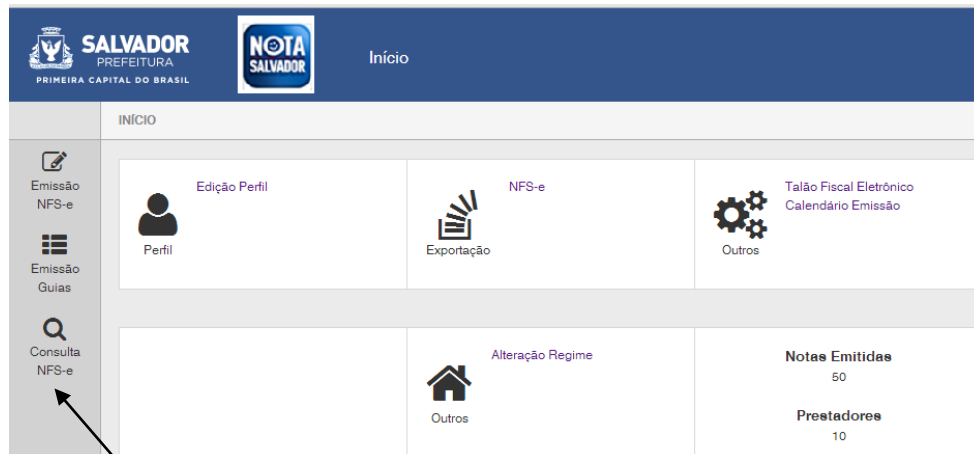 SALVADOR
PREFEITURA
PRIMEIRA CAPITAL DO BRASIL
NOTA
SALVADOR
Início
INÍCIO
Emissão
NFS-e
Emissão
Guias
Consulta
NFS-e
Edição Perfil
Perfil
NFS-e
Exportação
Talão Fiscal Eletrônico
Calendário Emissão
Outros
Alteração Regime
Outros
Notas Emitidas
50
Prestadores
10